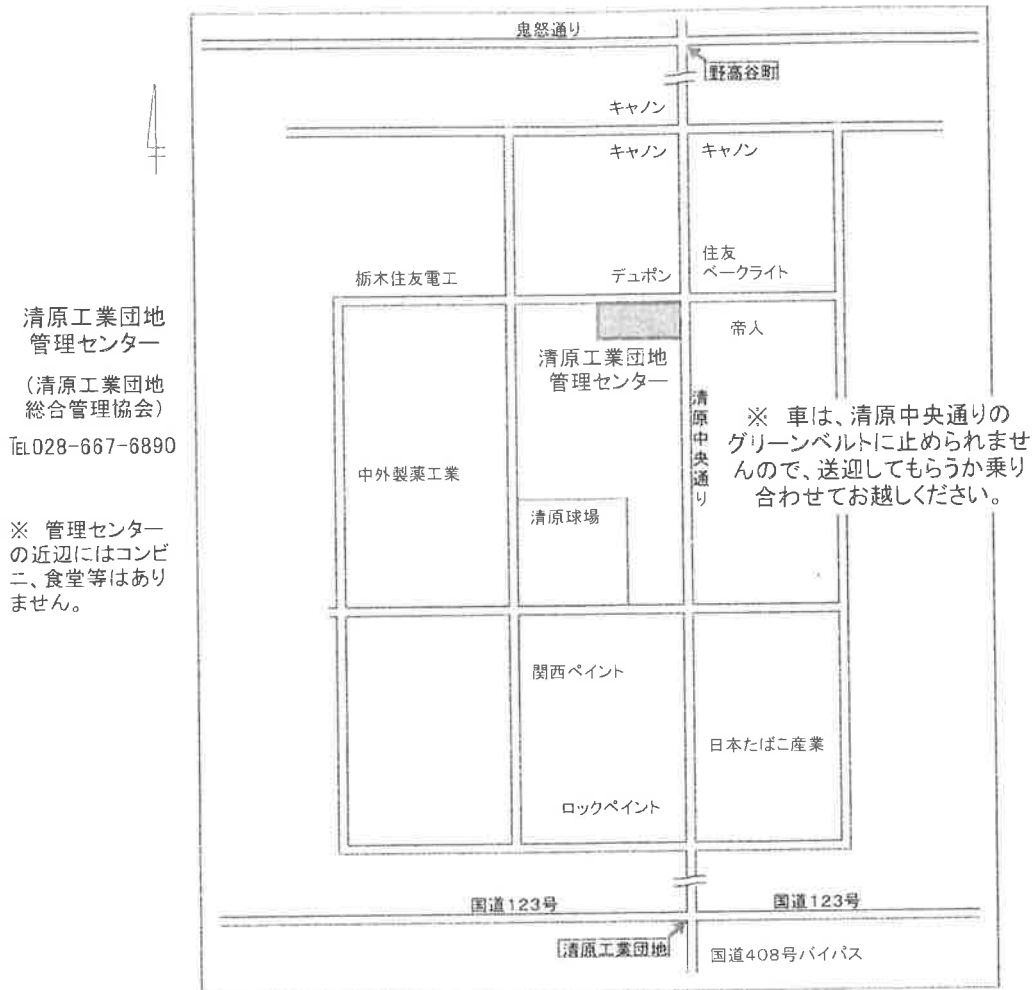 鬼怒通り
野高谷町
キャノン
キャノン
キャノン
住友
ベークライト
栃木住友電工
デュポン
帝人
清原工業団地
管理センター
清原工業団地
管理センター
(清原工業団地
総合管理協会)
℡028-667-6890
清原中央通り
※ 車は、清原中央通りの
グリーンベルトに止められませ
んので、送迎してもらうか乗り
合わせてお越しください。
中外製薬工業
清原球場
※ 管理センター
の近辺にはコンビ
ニ、食堂等はあり
ません。
関西ペイント
日本たばこ産業
ロックペイント
国道123号
国道123号
清原工業団地
国道408号バイパス